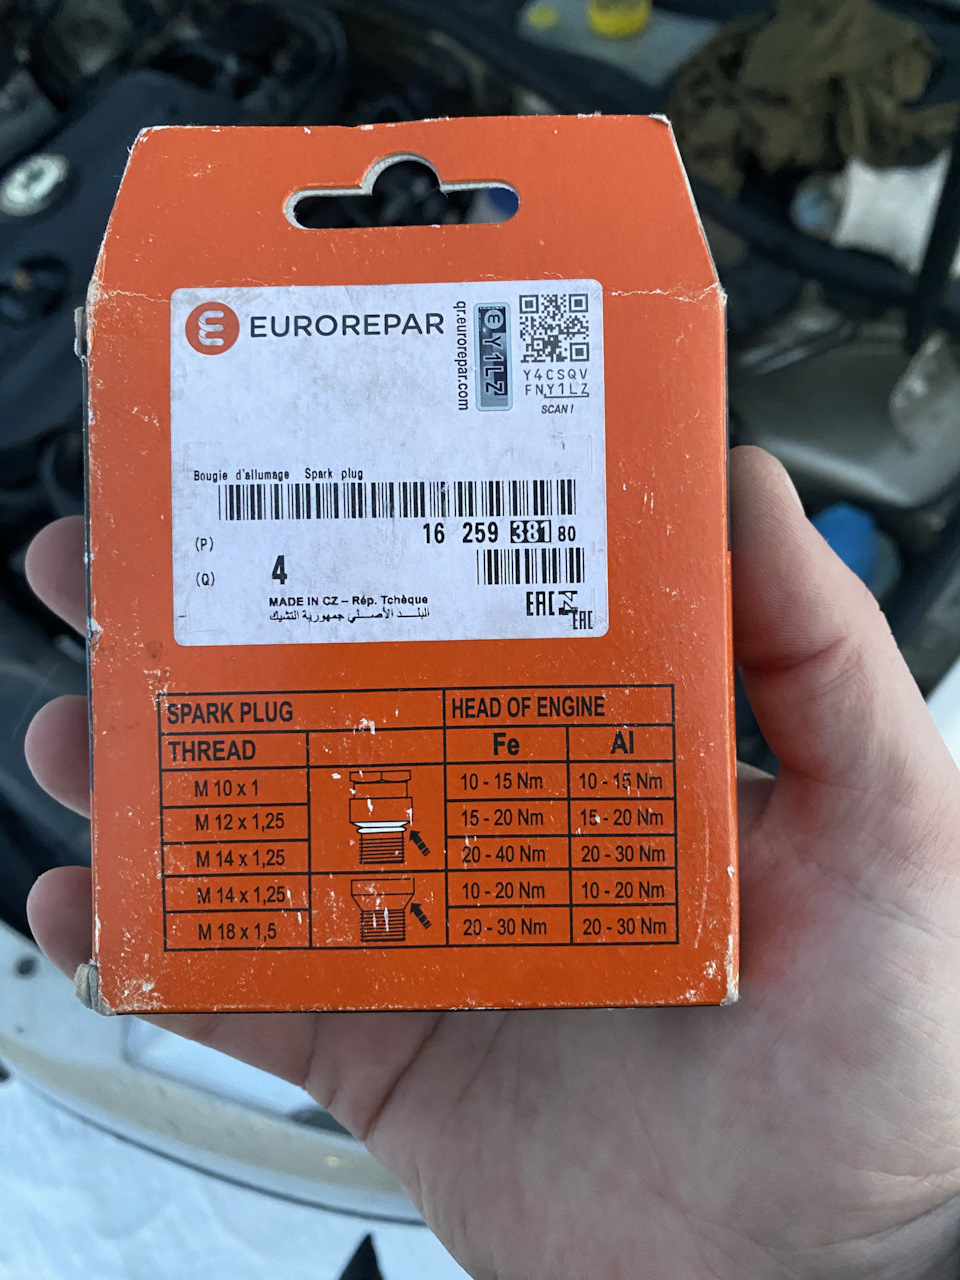 EUROREPAR
qr.eurorepar.com
Y1LZ
Y4CSQV
FNY1LZ
SCAN!
Bougie d'allumage Spark plug
16 259 381 80
(P)
(Q) 4
MADE IN CZ – Rép. Tchèque
البلد الأصلي جمهورية التشيك
EAC
EAC
SPARK PLUG HEAD OF ENGINE
THREAD Fe Al
M 10 x 1 10 - 15 Nm 10 - 15 Nm
M 12 x 1,25 15 - 20 Nm 15 - 20 Nm
M 14 x 1,25 20 - 40 Nm 20 - 30 Nm
M 14 x 1,25 10 - 20 Nm 10 - 20 Nm
M 18 x 1,5 20 - 30 Nm 20 - 30 Nm